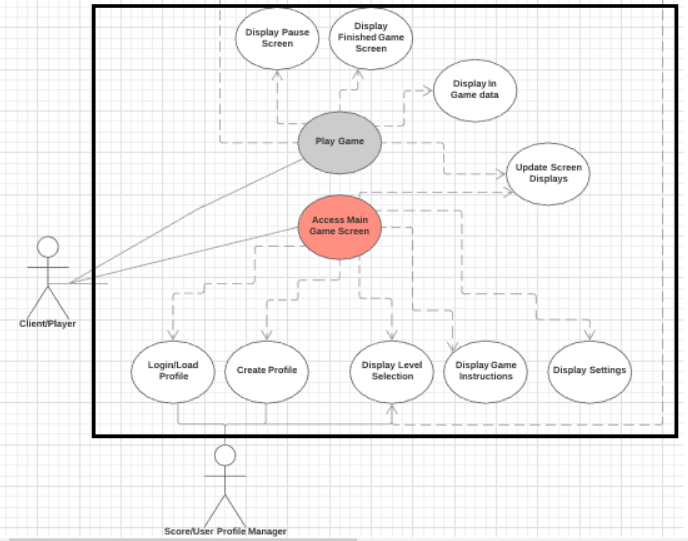 Display Pause
Screen
Display
Finished Game
Screen
Display In
Game data
Play Game
Update Screen
Displays
Access Main
Game Screen
Client/Player
Login/Load
Profile
Create Profile
Display Level
Selection
Display Game
Instructions
Display Settings
Score/User Profile Manager